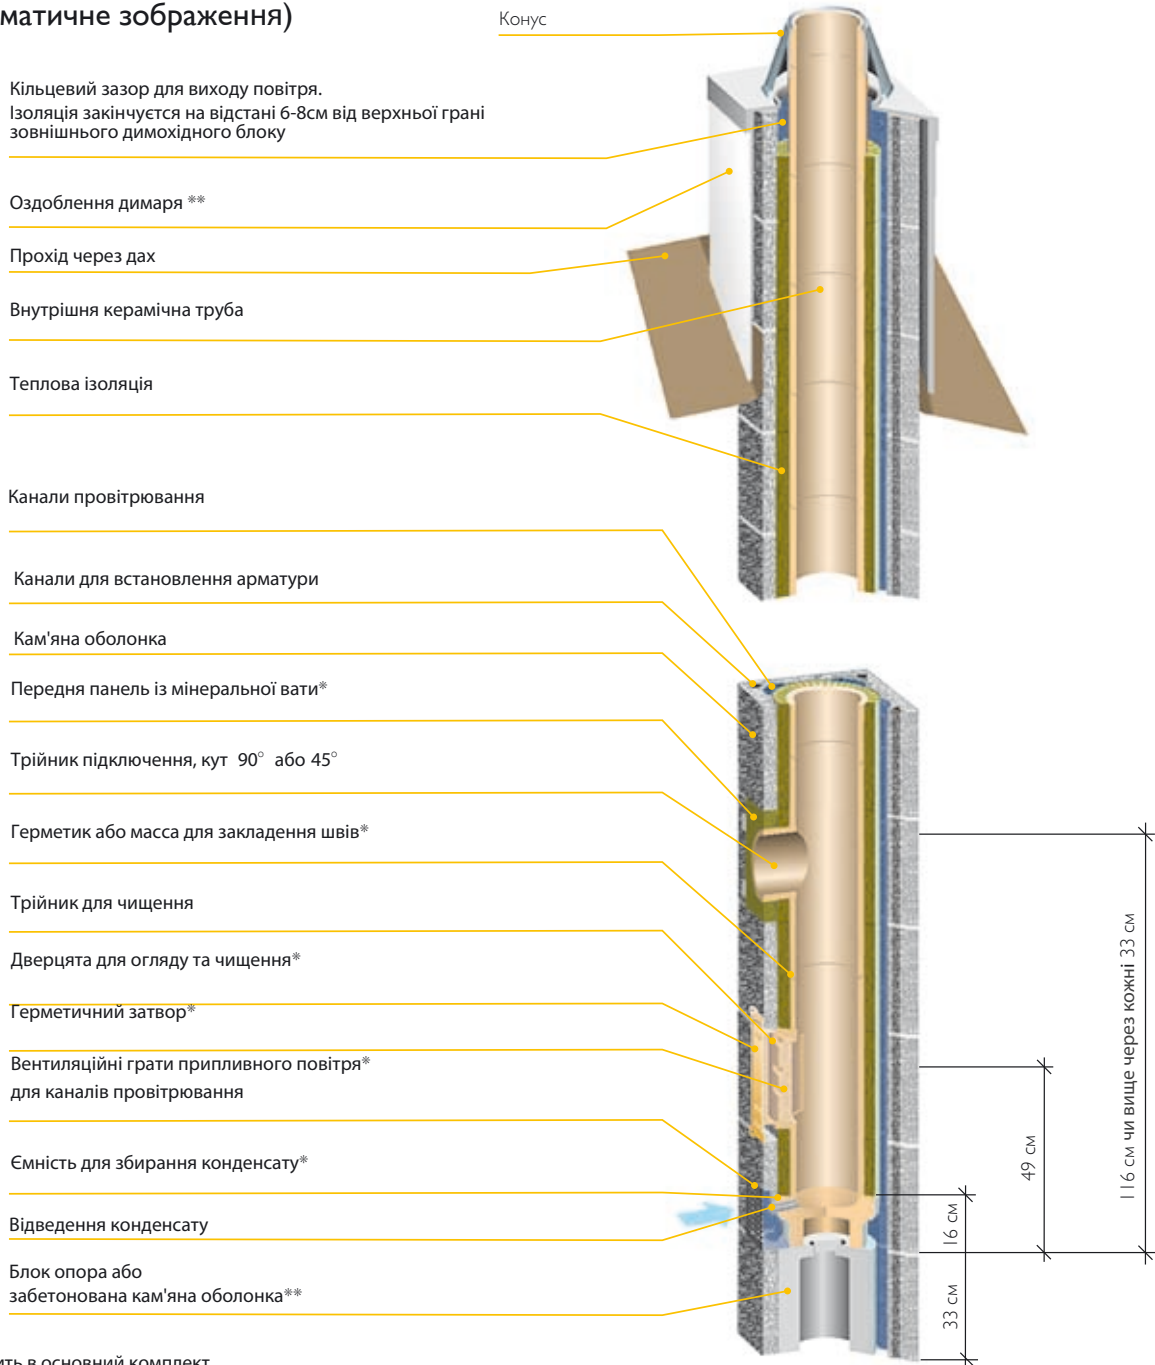 матичне зображення)
Конус
Кільцевий зазор для виходу повітря.
Ізоляція закінчуєтся на відстані 6-8см від верхньої грані
зовнішнього димохідного блоку
Оздоблення димаря **
Прохід через дах
Внутрішня керамічна труба
Теплова ізоляція
Канали провітрювання
Канали для встановлення арматури
Кам'яна оболонка
Передня панель із мінеральної вати*
Трійник підключення, кут 90° або 45°
Герметик або масса для закладення швів*
Трійник для чищення
Дверцята для огляду та чищення*
Герметичний затвор*
Вентиляційні грати припливного повітря*
для каналів провітрювання
Ємність для збирання конденсату*
Відведення конденсату
Блок опора або
забетонована кам'яна оболонка**
116 см чи вище через кожні 33 см
49 см
16 см
33 см
ить в основний комплект